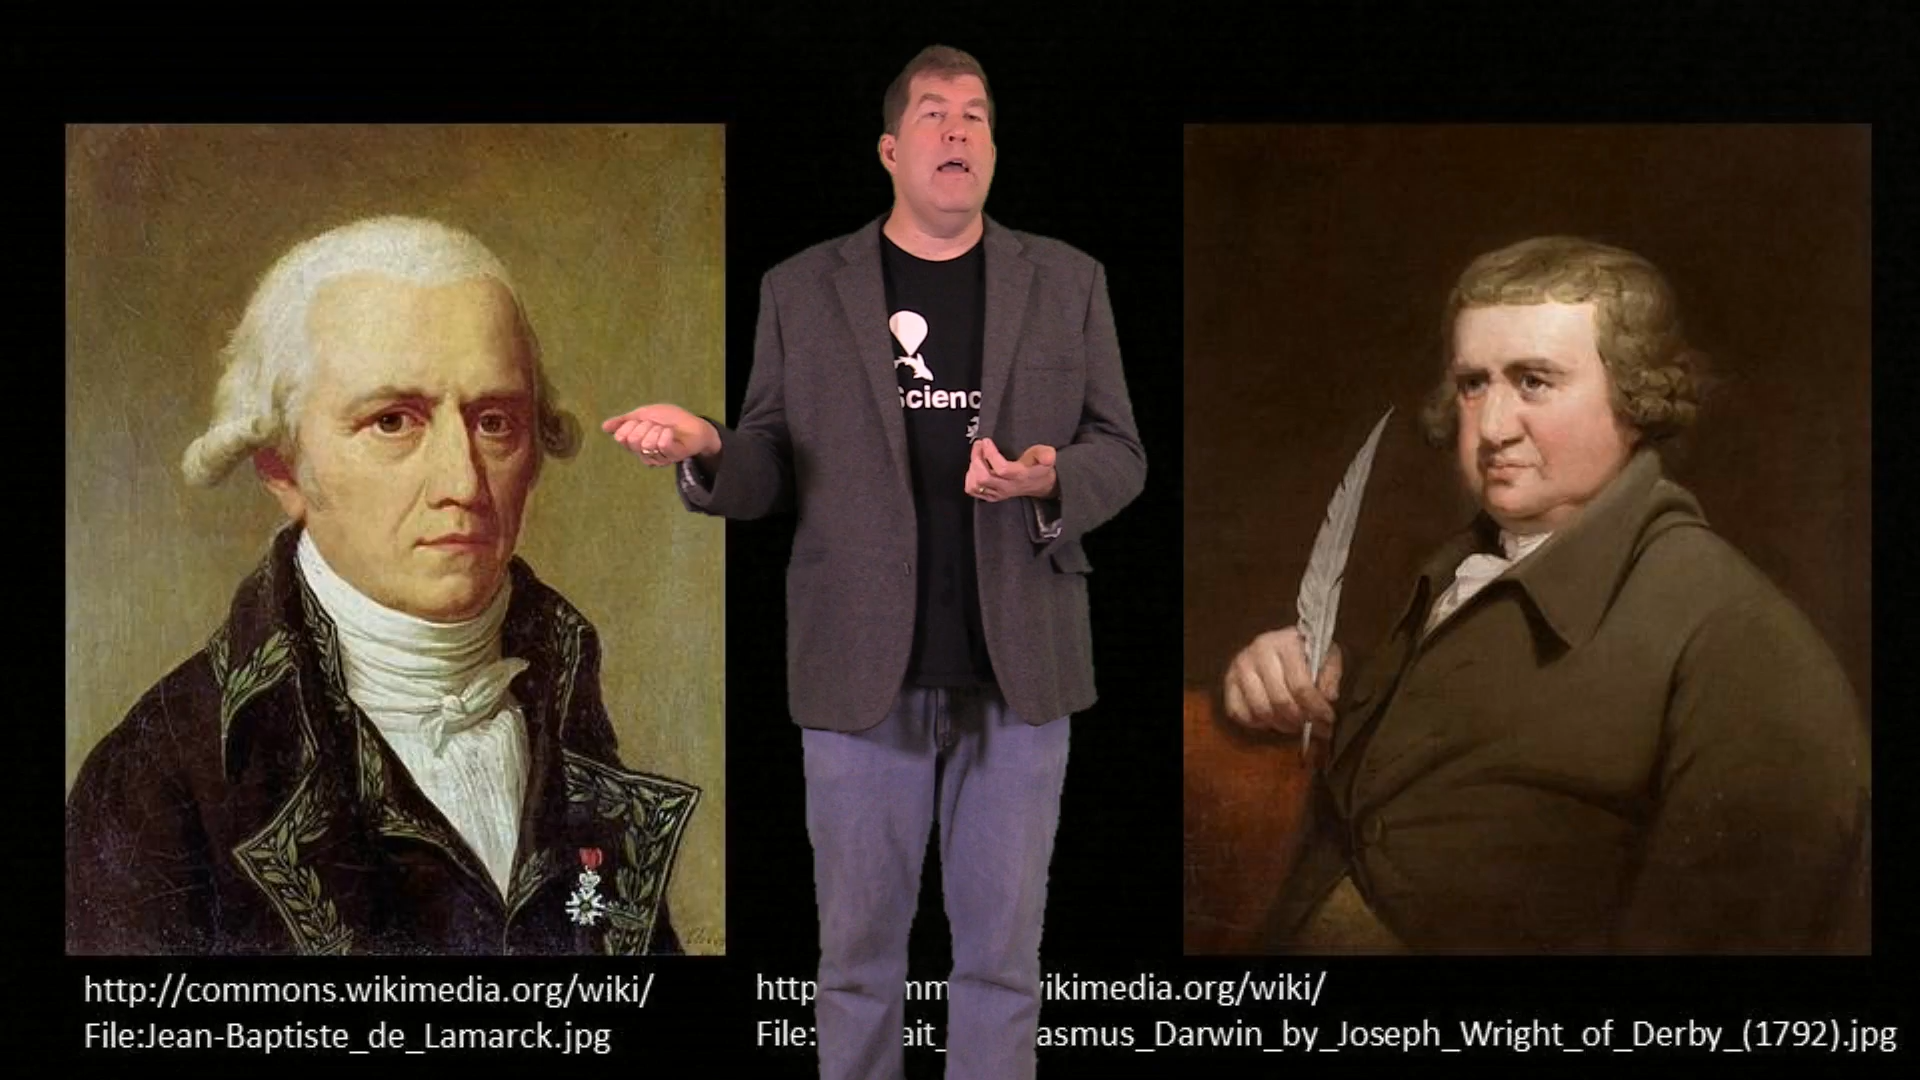 Scienc
http://commons.wikimedia.org/wiki/
File:Jean-Baptiste_de_Lamarck.jpg
http mm ikimedia.org/wiki/
File: ait_ asmus_Darwin_by_Joseph_Wright_of_Derby_(1792).jpg